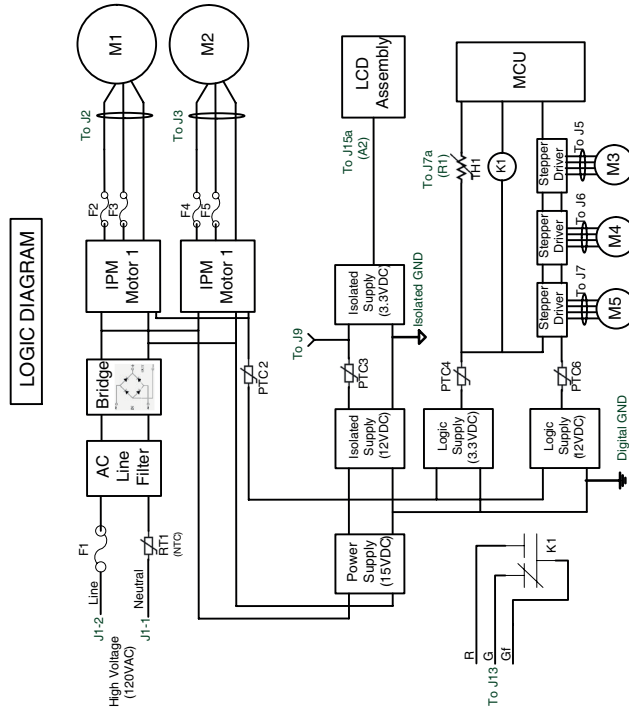 LOGIC DIAGRAM
M1
M2
To J2
To J3
F2
F3
F4
F5
IPM
Motor 1
IPM
Motor 1
Bridge
AC
Line
Filter
F1
RT1
(NTC)
Line
Neutral
J1-2
J1-1
High Voltage
(120VAC)
PTC 2
LCD
Assembly
To J15a
(A2)
Isolated
Supply
(3.3VDC)
Isolated GND
To J9
PTC3
Isolated
Supply
(12VDC)
Power
Supply
(15VDC)
MCU
To J7a
(R1)
TH1
K1
PTC4
Logic
Supply
(3.3VDC)
Stepper
Driver
To J5
M3
Stepper
Driver
To J6
M4
Stepper
Driver
To J7
M5
PTC6
Logic
Supply
(12VDC)
Digital GND
K1
R
G
Gf
To J13